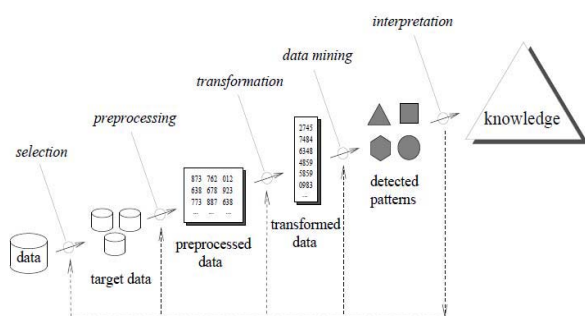 interpretation
data mining
transformation
preprocessing
selection
knowledge
2745
7484
6348
4859
5859
0983
...
873 762 012
638 678 923
773 887 638
... ... ...
detected
patterns
transformed
data
preprocessed
data
target data
data